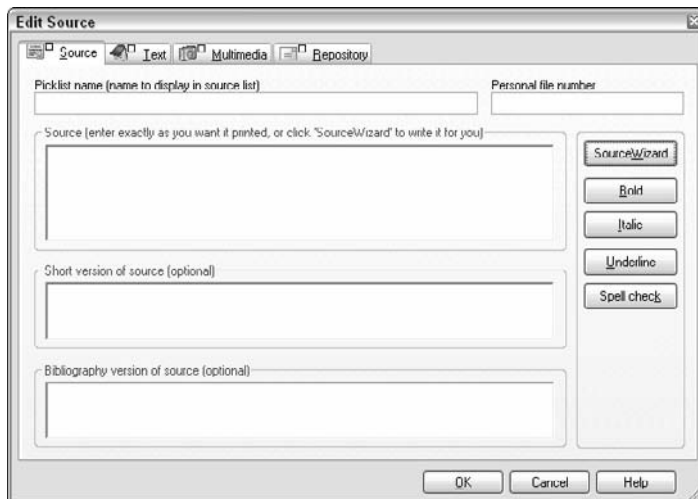 Edit Source
Source Text Multimedia Repository
Picklist name (name to display in source list) Personal file number
Source (enter exactly as you want it printed, or click 'SourceWizard' to write it for you)
SourceWizard
Bold
Italic
Underline
Spell check
Short version of source (optional)
Bibliography version of source (optional)
OK Cancel Help